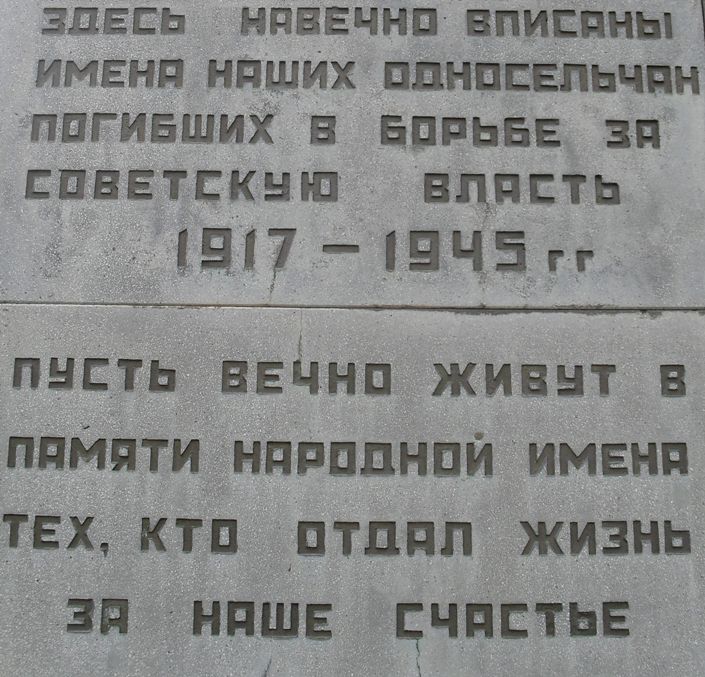 ЗДЕСЬ НАВЕЧНО ВПИСАНЫ
ИМЕНА НАШИХ ОДНОСЕЛЬЧАН
ПОГИБШИХ В БОРЬБЕ ЗА
СОВЕТСКУЮ ВЛАСТЬ
1917 – 1945 гг
ПУСТЬ ВЕЧНО ЖИВУТ В
ПАМЯТИ НАРОДНОЙ ИМЕНА
ТЕХ, КТО ОТДАЛ ЖИЗНЬ
ЗА НАШЕ СЧАСТЬЕ